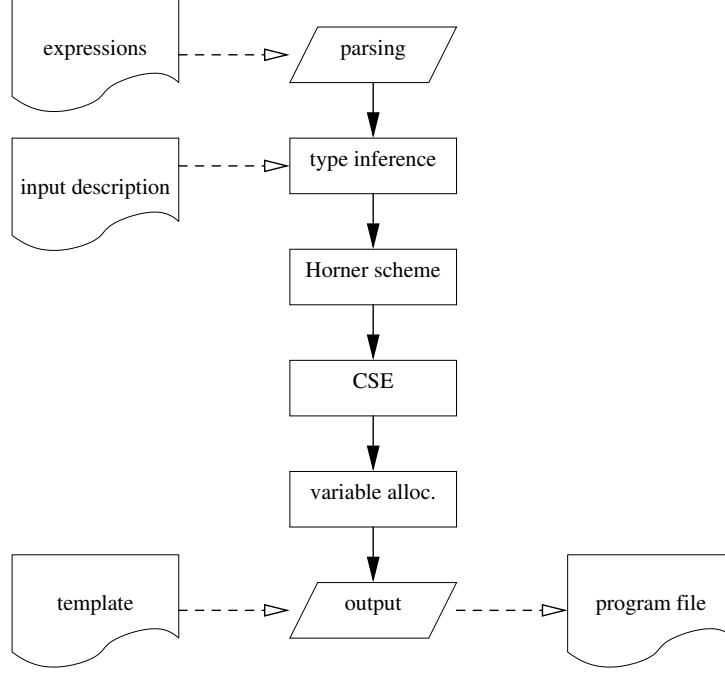 expressions
parsing
type inference
input description
Horner scheme
CSE
variable alloc.
template
output
program file